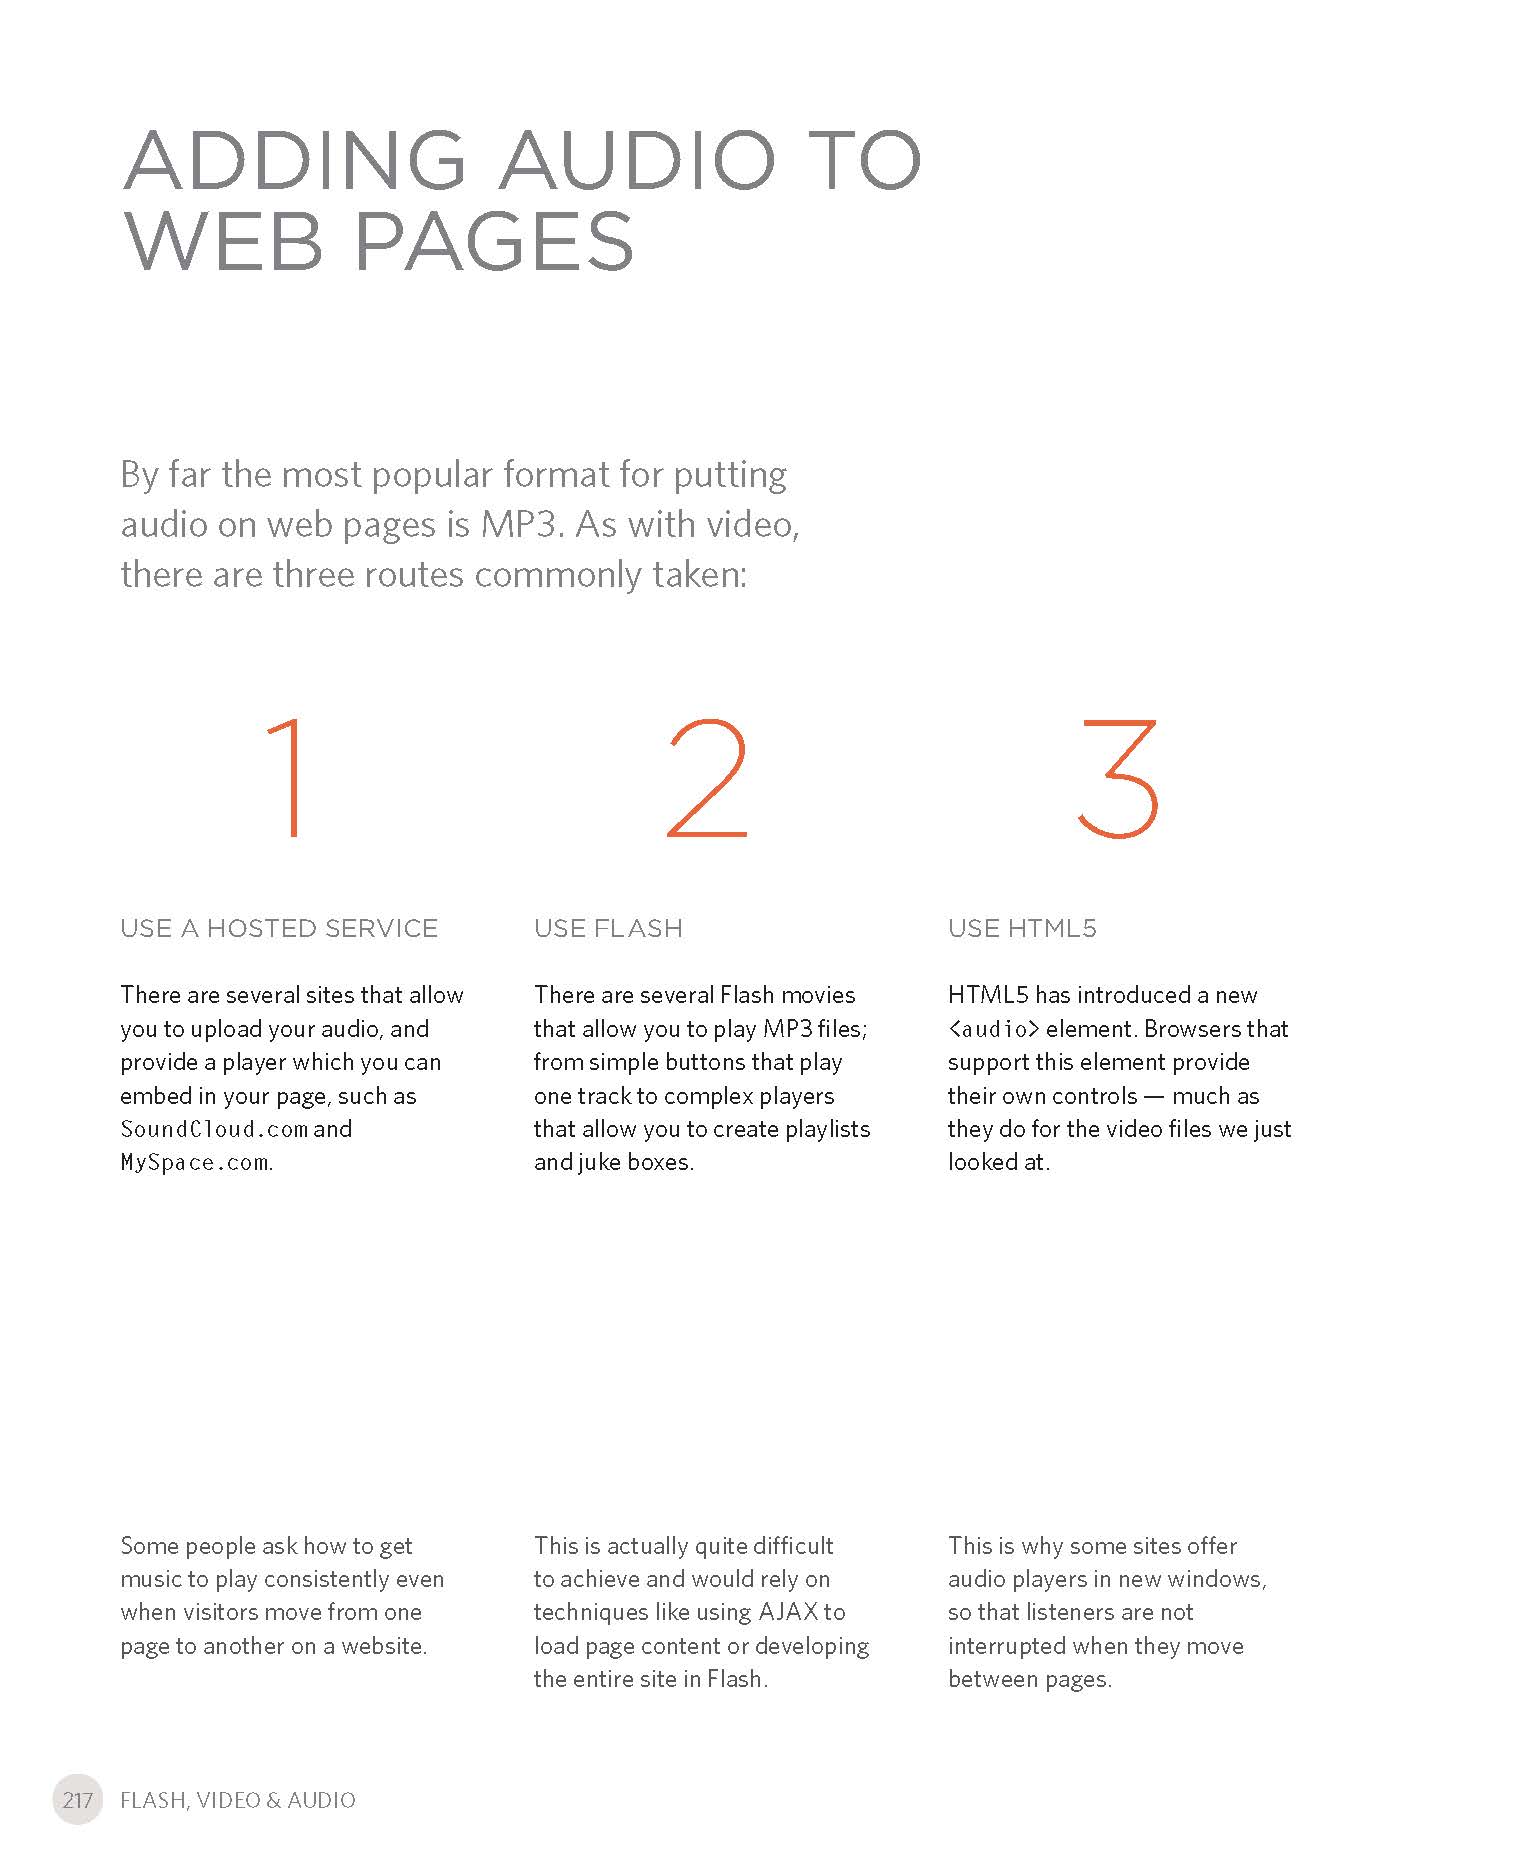 ADDING AUDIO TO
WEB PAGES
By far the most popular format for putting
audio on web pages is MP3. As with video,
there are three routes commonly taken:
1
USE A HOSTED SERVICE
There are several sites that allow
you to upload your audio, and
provide a player which you can
embed in your page, such as
SoundCloud.com and
MySpace.com.
2
USE FLASH
There are several Flash movies
that allow you to play MP3 files;
from simple buttons that play
one track to complex players
that allow you to create playlists
and juke boxes.
3
USE HTML5
HTML5 has introduced a new
<audio> element. Browsers that
support this element provide
their own controls — much as
they do for the video files we just
looked at.
Some people ask how to get
music to play consistently even
when visitors move from one
page to another on a website.
This is actually quite difficult
to achieve and would rely on
techniques like using AJAX to
load page content or developing
the entire site in Flash.
This is why some sites offer
audio players in new windows,
so that listeners are not
interrupted when they move
between pages.
217 FLASH, VIDEO & AUDIO